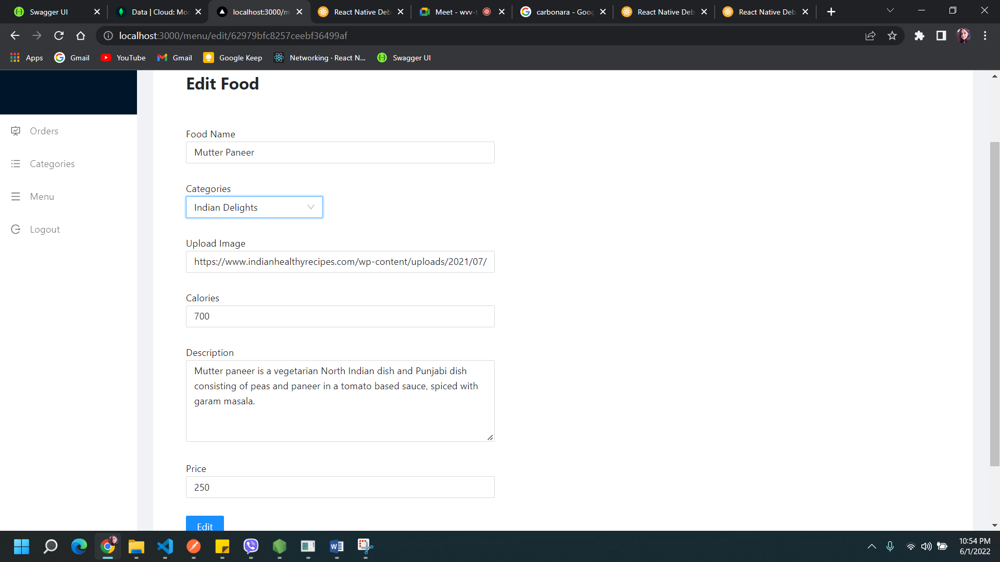 Swagger UI
Data | Cloud: Mo
localhost:3000/m
React Native Deb
Meet - wvv-t
carbonara - Goog
React Native Deb
React Native Deb
localhost:3000/menu/edit/62979bfc8257ceebf36499af
Apps
Gmail
YouTube
Gmail
Google Keep
Networking · React N...
Swagger UI
Orders
Categories
Menu
Logout
Edit Food
Food Name
Mutter Paneer
Categories
Indian Delights
Upload Image
https://www.indianhealthyrecipes.com/wp-content/uploads/2021/07/
Calories
700
Description
Mutter paneer is a vegetarian North Indian dish and Punjabi dish
consisting of peas and paneer in a tomato based sauce, spiced with
garam masala.
Price
250
Edit
10:54 PM
6/1/2022